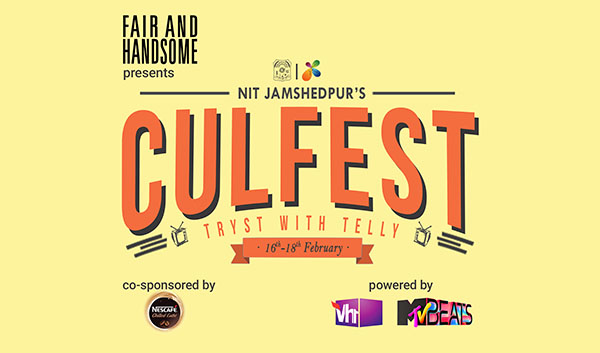 FAIR AND
HANDSOME
presents
NIT JAMSHEDPUR'S
CULFEST
TRYST WITH TELLY
· 16th-18th February ·
co-sponsored by
powered by
NESCAFÉ
Vh1
MTV BEATS